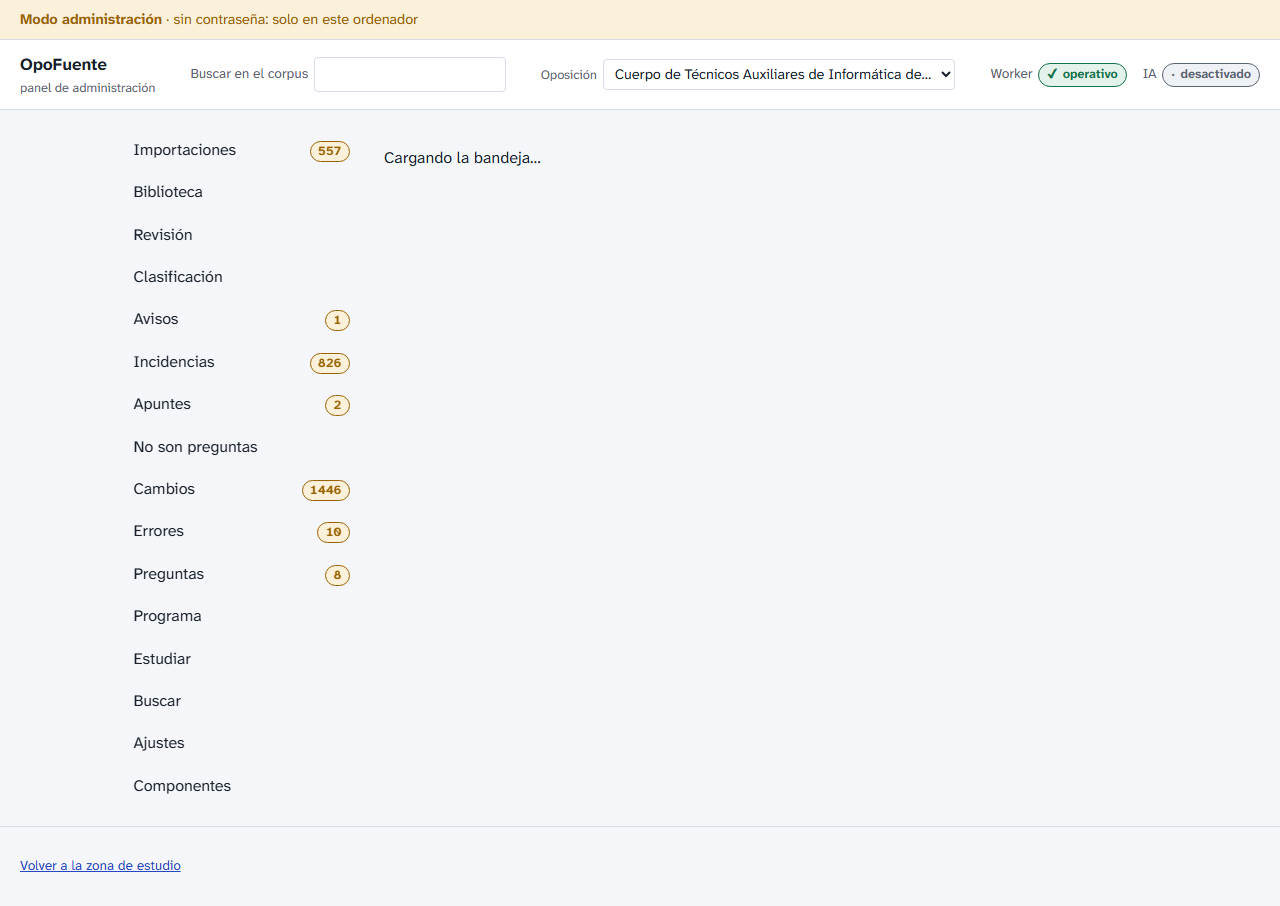 Modo administración · sin contraseña: solo en este ordenador
OpoFuente
panel de administración
Buscar en el corpus
Oposición
Cuerpo de Técnicos Auxiliares de Informática de...
Worker ✓ operativo
IA · desactivado
Importaciones 557
Biblioteca
Revisión
Clasificación
Avisos 1
Incidencias 826
Apuntes 2
No son preguntas
Cambios 1446
Errores 10
Preguntas 8
Programa
Estudiar
Buscar
Ajustes
Componentes
Cargando la bandeja...
Volver a la zona de estudio